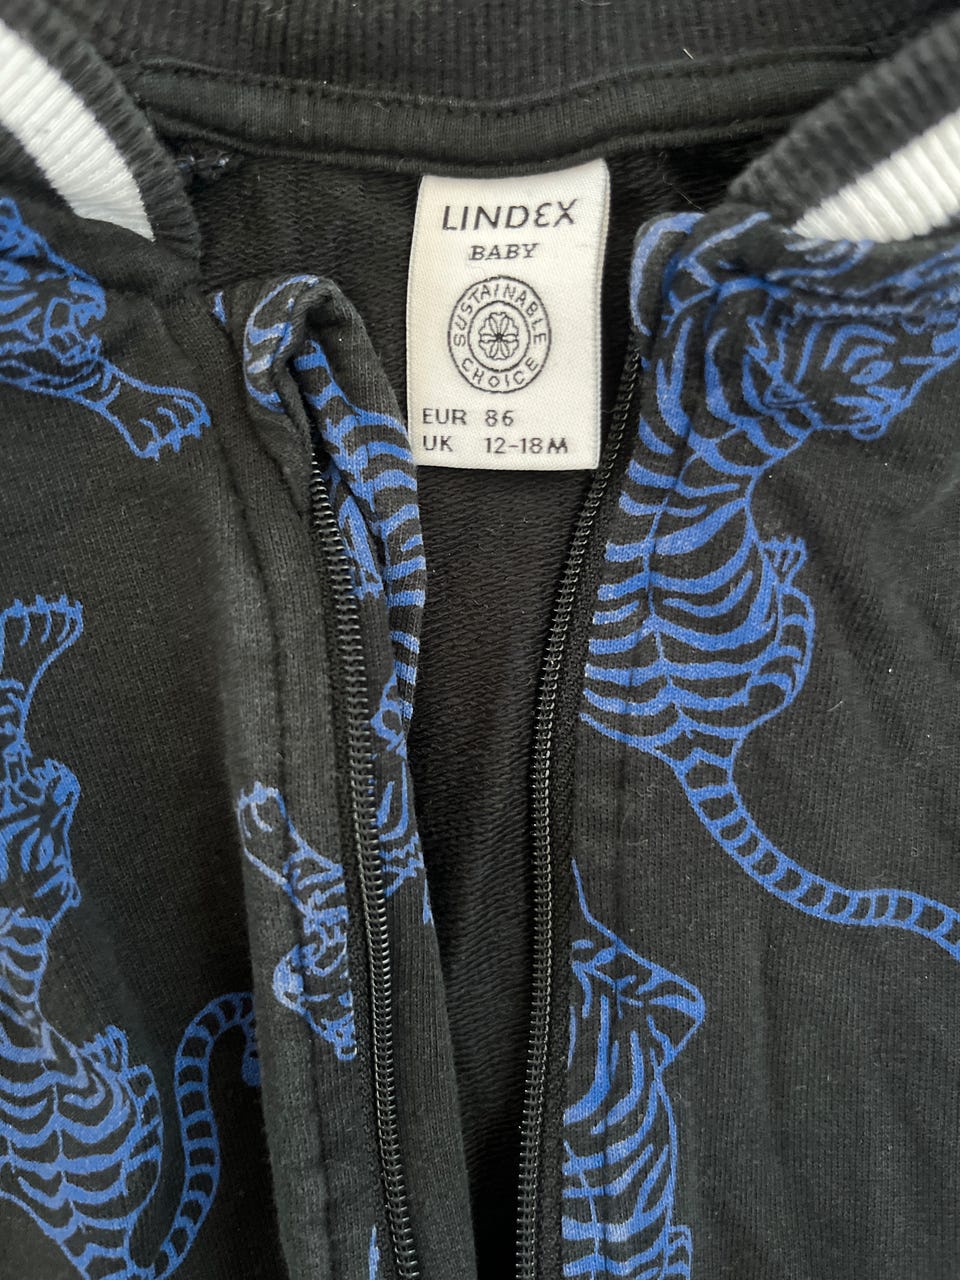 LINDEX
BABY
SUSTAINABLE
CHOICE
EUR 86
UK 12-18M